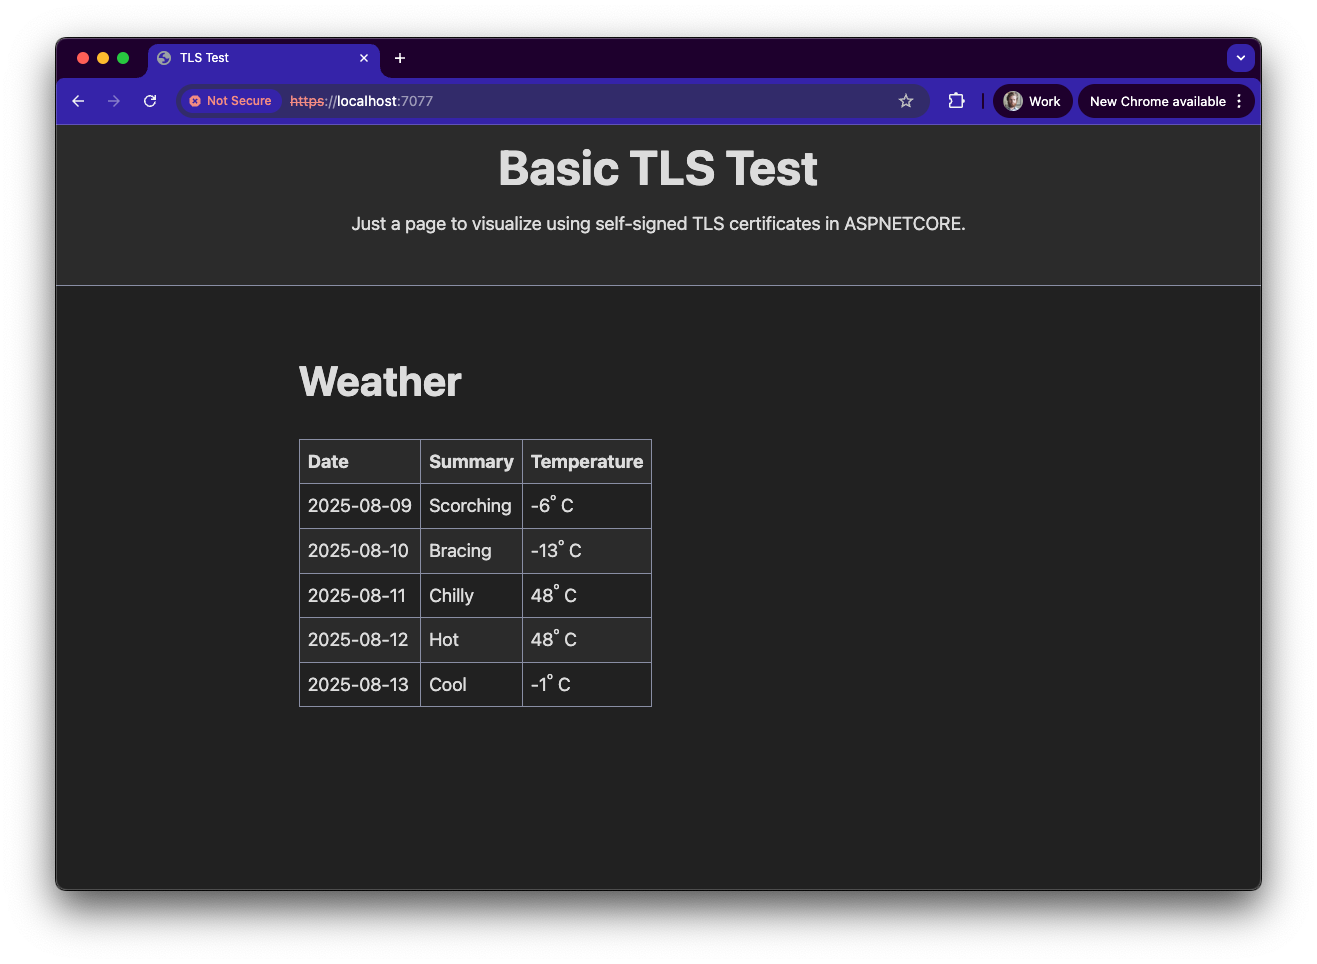 TLS Test
Not Secure https://localhost:7077 Work New Chrome available
Basic TLS Test
Just a page to visualize using self-signed TLS certificates in ASPNETCORE.
Weather
Date Summary Temperature
2025-08-09 Scorching -6° C
2025-08-10 Bracing -13° C
2025-08-11 Chilly 48° C
2025-08-12 Hot 48° C
2025-08-13 Cool -1° C